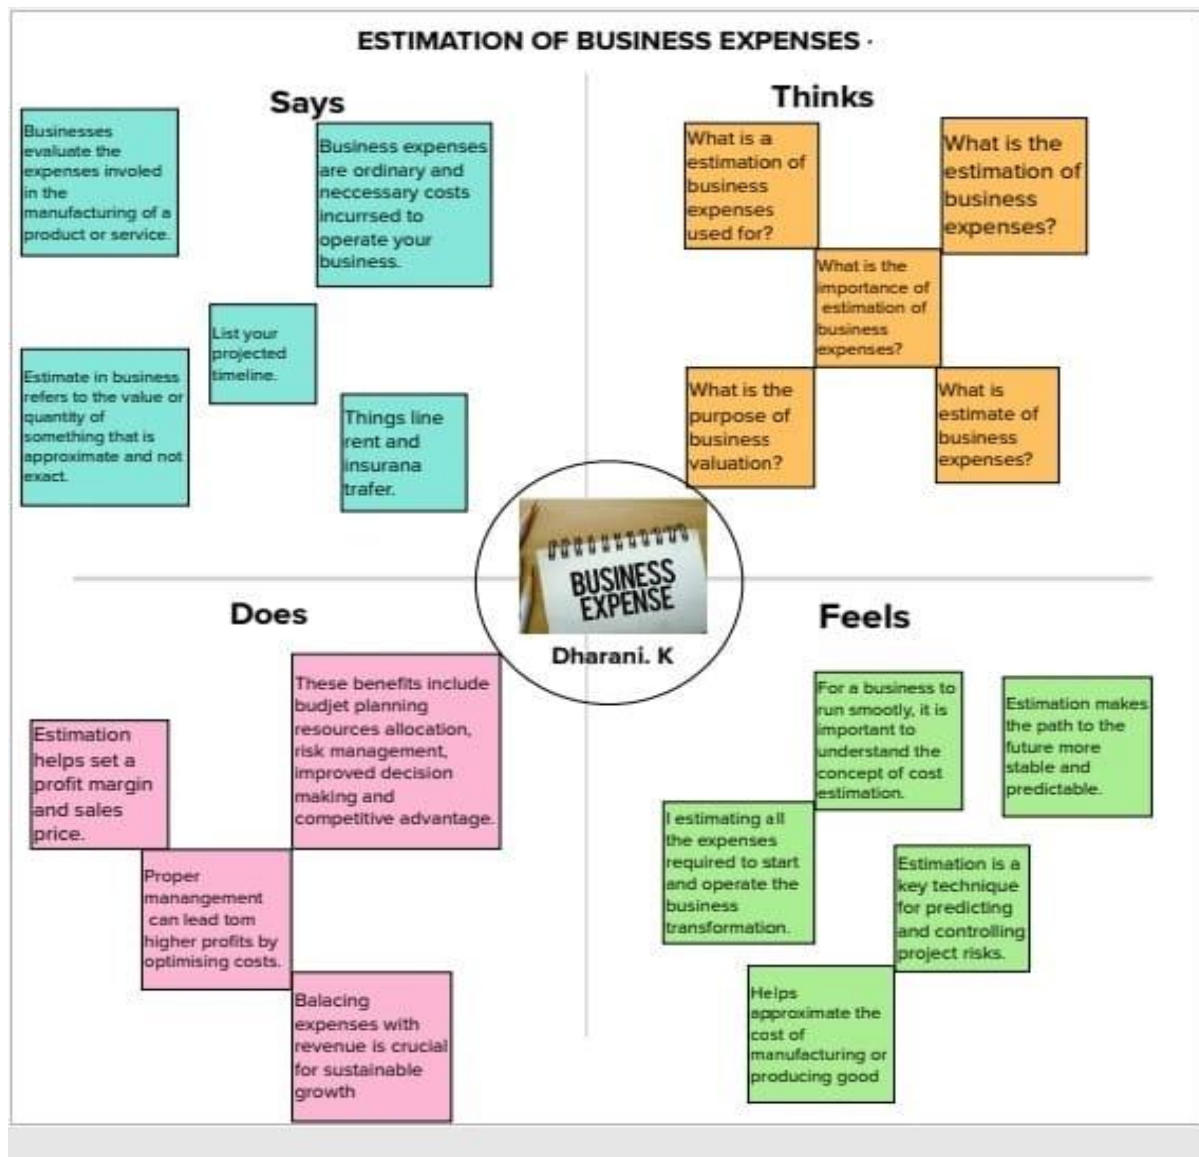 ESTIMATION OF BUSINESS EXPENSES ·
Says
Businesses
evaluate the
expenses involed
in the
manufacturing of a
product or service.
Business expenses
are ordinary and
neccessary costs
incurrsed to
operate your
business.
List your
projected
timeline.
Estimate in business
refers to the value or
quantity of
something that is
approximate and not
exact.
Things line
rent and
insurana
trafer.
Thinks
What is a
estimation of
business
expenses
used for?
What is the
estimation of
business
expenses?
What is the
importance of
estimation of
business
expenses?
What is the
purpose of
business
valuation?
What is
estimate of
business
expenses?
BUSINESS
EXPENSE
Dharani. K
Does
Estimation
helps set a
profit margin
and sales
price.
These benefits include
budjet planning
resources allocation,
risk management,
improved decision
making and
competitive advantage.
Proper
manangement
can lead tom
higher profits by
optimising costs.
Balacing
expenses with
revenue is crucial
for sustainable
growth
Feels
For a business to
run smootly, it is
important to
understand the
concept of cost
estimation.
Estimation makes
the path to the
future more
stable and
predictable.
I estimating all
the expenses
required to start
and operate the
business
transformation.
Estimation is a
key technique
for predicting
and controlling
project risks.
Helps
approximate the
cost of
manufacturing or
producing good